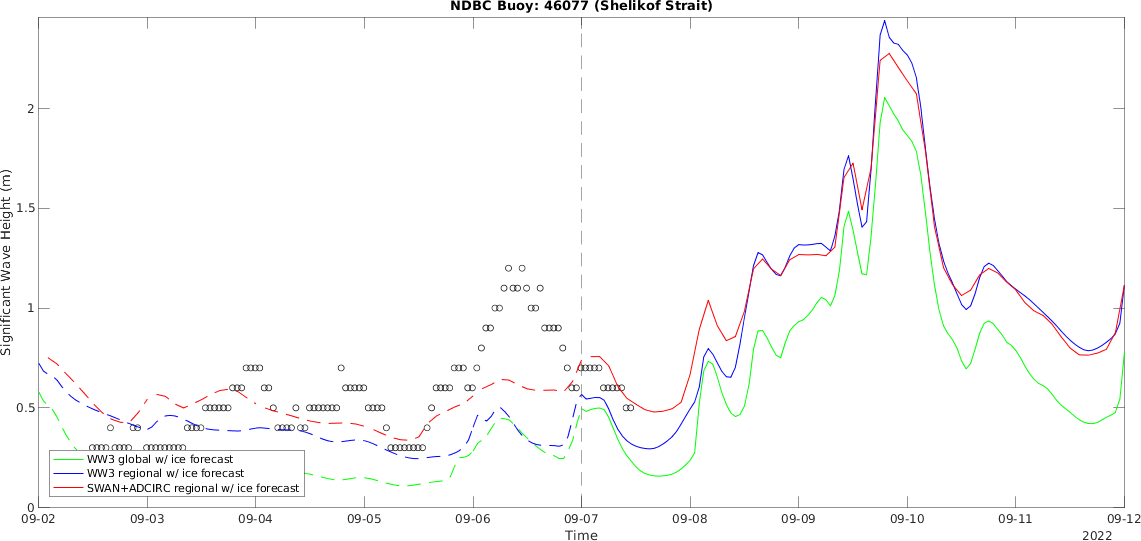 NDBC Buoy: 46077 (Shelikof Strait)
2
1.5
1
0.5
0
Significant Wave Height (m)
WW3 global w/ ice forecast
WW3 regional w/ ice forecast
SWAN+ADCIRC regional w/ ice forecast
09-02 09-03 09-04 09-05 09-06 09-07 09-08 09-09 09-10 09-11 09-12
Time
2022